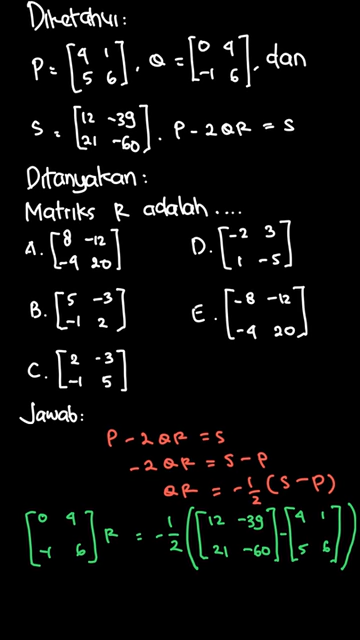 Diketahui:
P = [4 1
5 6], Q = [0 4
-1 6], dan
S = [12 -39
21 -60]. P - 2QR = S
Ditanyakan:
Matriks R adalah ....
A. [8 -12
-4 20]
D. [-2 3
1 -5]
B. [5 -3
-1 2]
E. [-8 -12
-4 20]
C. [2 -3
-1 5]
Jawab:
P - 2QR = S
-2QR = S - P
QR = -1/2 (S - P)
[0 4
-1 6] R = -1/2 ([12 -39
21 -60] - [4 1
5 6])